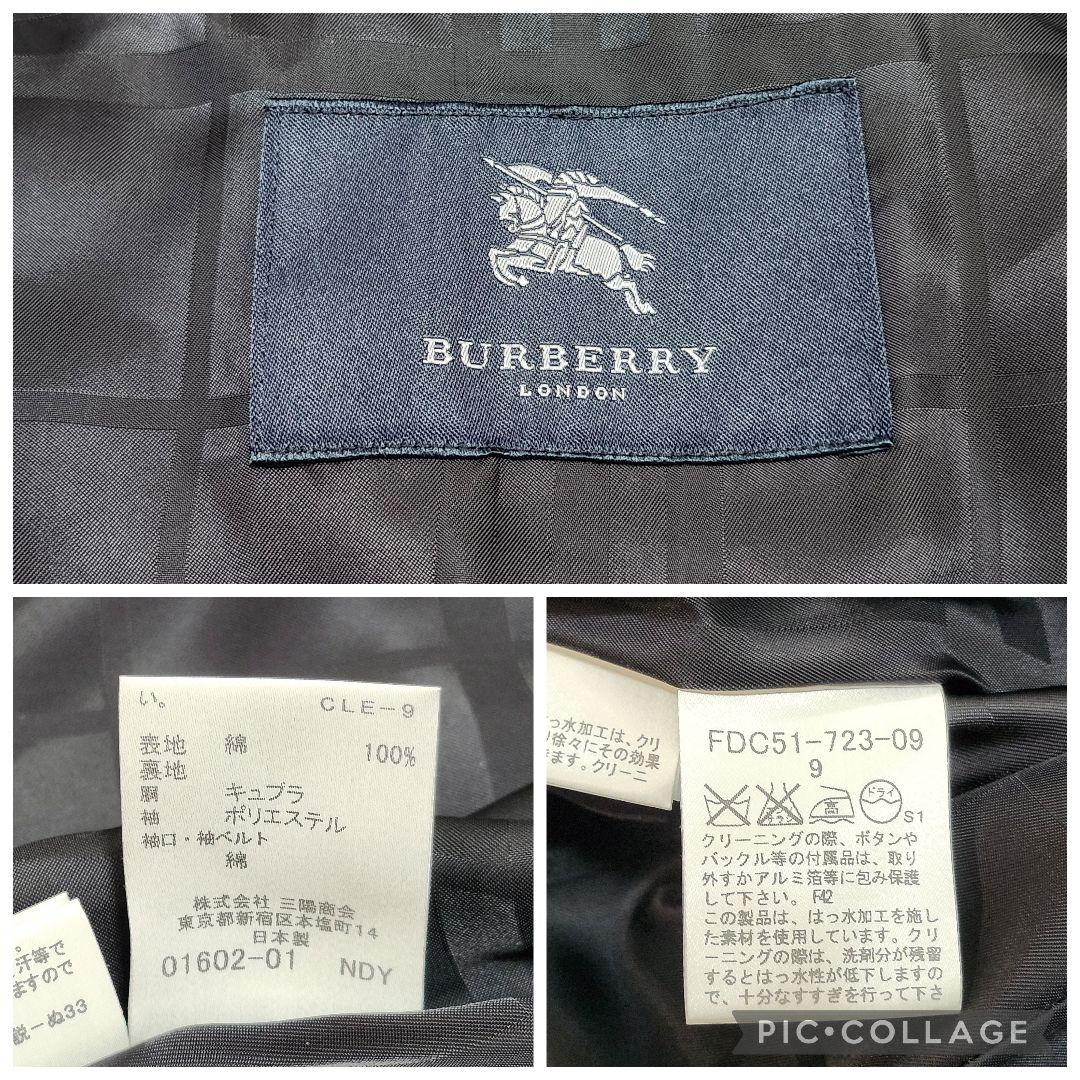 BURBERRY
LONDON
い。 CLE-9
表地 綿 100%
裏地
胴 キュプラ
袖 ポリエステル
袖口・袖ベルト
綿
株式会社 三陽商会
東京都新宿区本塩町14
日本製
01602-01 NDY
。
汗等で
ますので
説-ぬ33
はっ水加工は、クリ
徐々にその効果
ます。クリーニ
FDC51-723-09
9
ドライ
S1
クリーニングの際、ボタンや
バックル等の付属品は、取り
外すかアルミ箔等に包み保護
して下さい。 F42
この製品は、はっ水加工を施し
た素材を使用しています。クリ
ーニングの際は、洗剤分が残留
するとはっ水性が低下しますの
で、十分なすすぎを行って下さ
PIC•COLLAGE